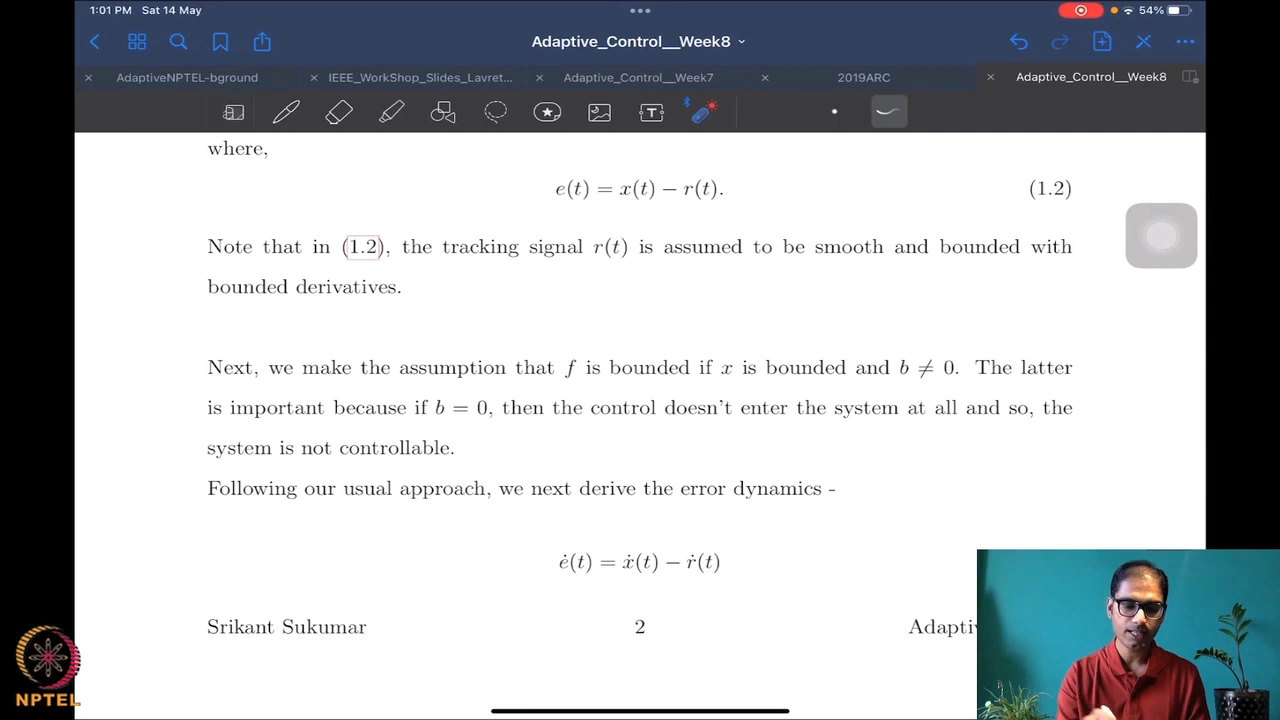 1:01 PM Sat 14 May
54%
Adaptive_Control__Week8
AdaptiveNPTEL-bground
IEEE_WorkShop_Slides_Lavret...
Adaptive_Control__Week7
2019ARC
Adaptive_Control__Week8
where,
e(t) = x(t) − r(t). (1.2)
Note that in (1.2), the tracking signal r(t) is assumed to be smooth and bounded with
bounded derivatives.
Next, we make the assumption that f is bounded if x is bounded and b ≠ 0. The latter
is important because if b = 0, then the control doesn't enter the system at all and so, the
system is not controllable.
Following our usual approach, we next derive the error dynamics -
ė(t) = ẋ(t) − ṙ(t)
Srikant Sukumar 2 Adaptiv
NPTEL